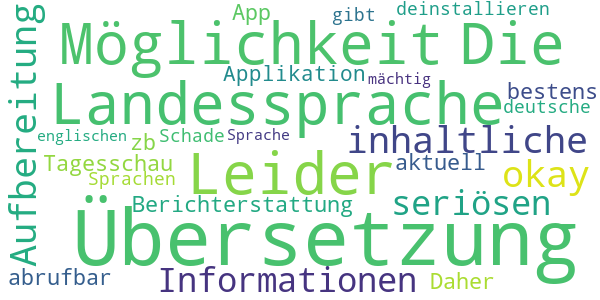 App gibt deinstallieren
Möglichkeit Die
Applikation mächtig
Landessprache bestens
deutsche
Aufbereitung
englischen zb Schade Sprache inhaltliche
Tagesschau Leider aktuell okay
Sprachen
Berichterstattung seriösen
Übersetzung
abrufbar Informationen Daher